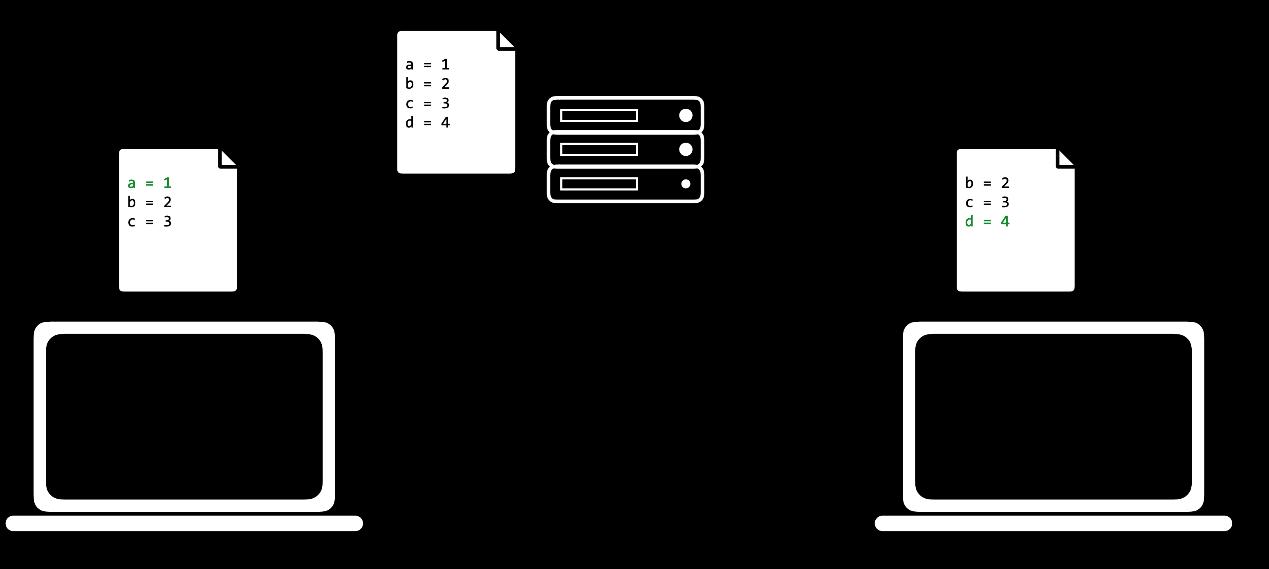 a = 1
b = 2
c = 3
d = 4
a = 1
b = 2
c = 3
b = 2
c = 3
d = 4